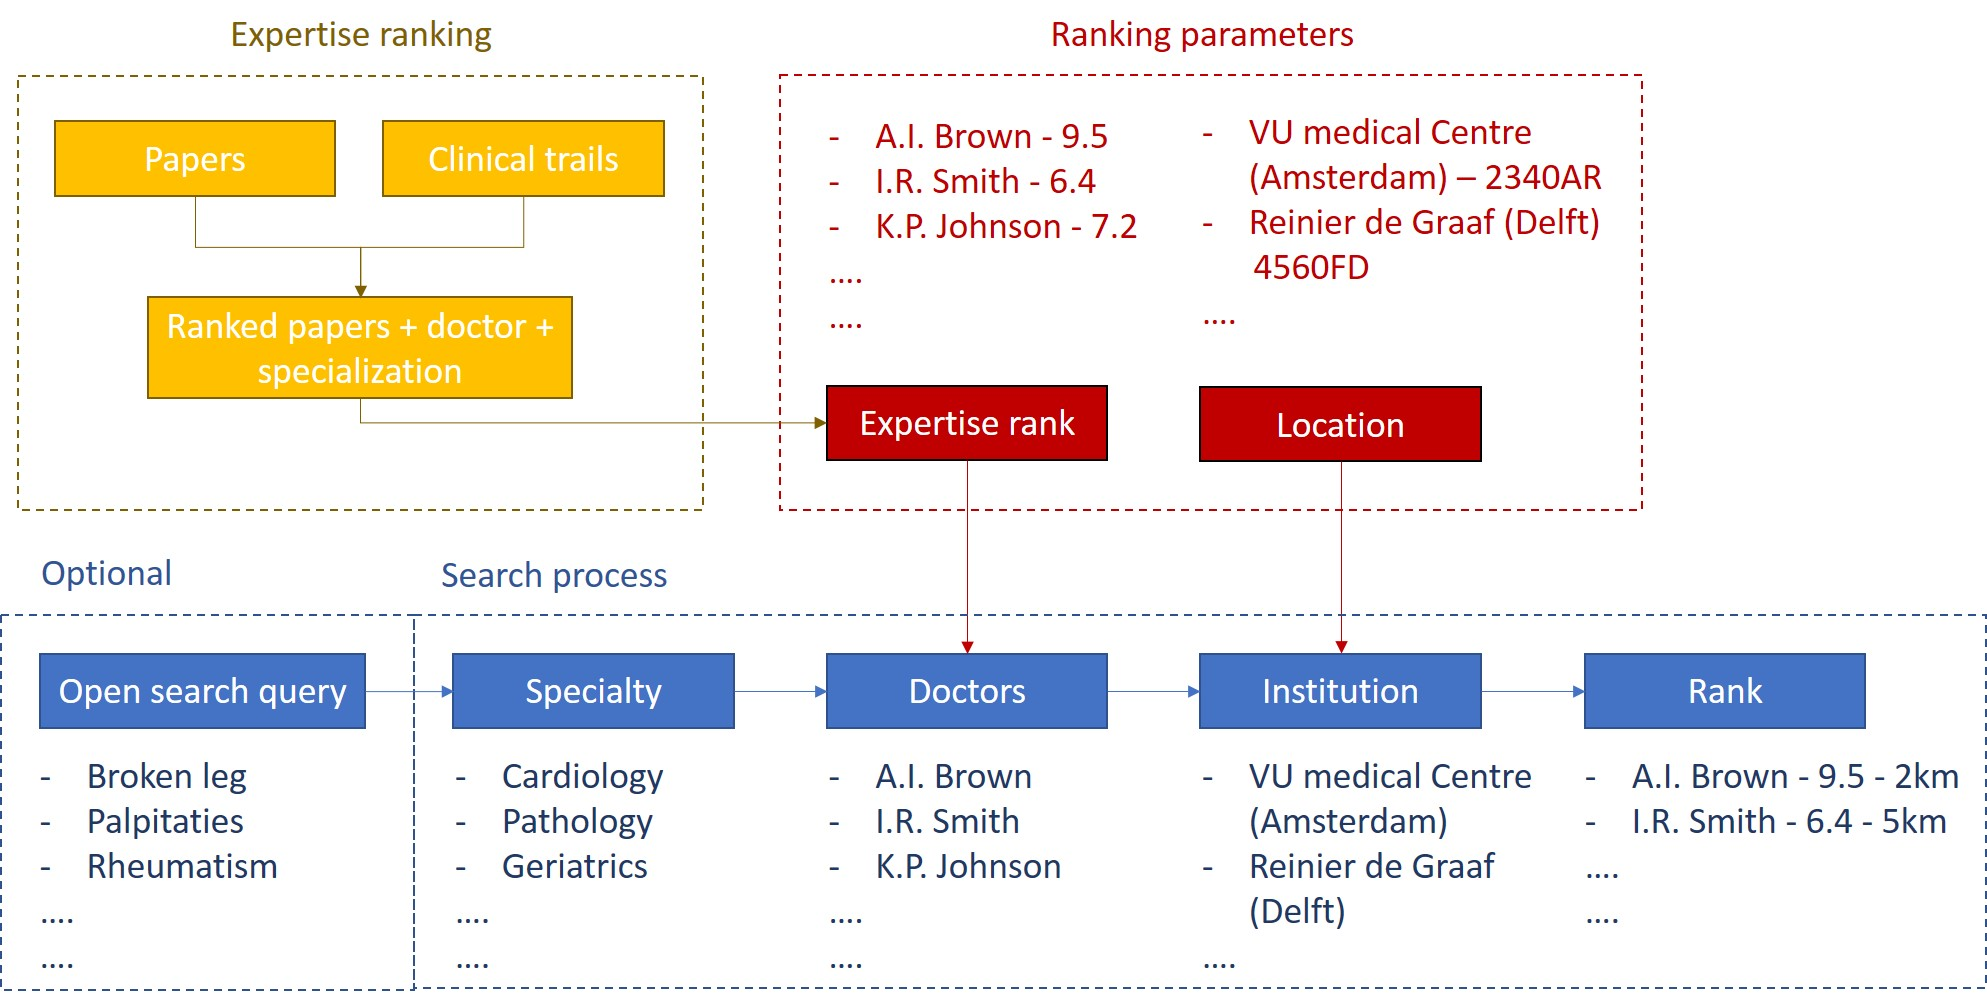 Expertise ranking
Papers
Clinical trails
Ranked papers + doctor +
specialization
Ranking parameters
- A.I. Brown - 9.5
- I.R. Smith - 6.4
- K.P. Johnson - 7.2
....
....
- VU medical Centre
(Amsterdam) – 2340AR
- Reinier de Graaf (Delft)
4560FD
....
Expertise rank
Location
Optional
Search process
Open search query
- Broken leg
- Palpitaties
- Rheumatism
....
....
Specialty
- Cardiology
- Pathology
- Geriatrics
....
....
Doctors
- A.I. Brown
- I.R. Smith
- K.P. Johnson
....
....
Institution
- VU medical Centre
(Amsterdam)
- Reinier de Graaf
(Delft)
....
Rank
- A.I. Brown - 9.5 - 2km
- I.R. Smith - 6.4 - 5km
....
....